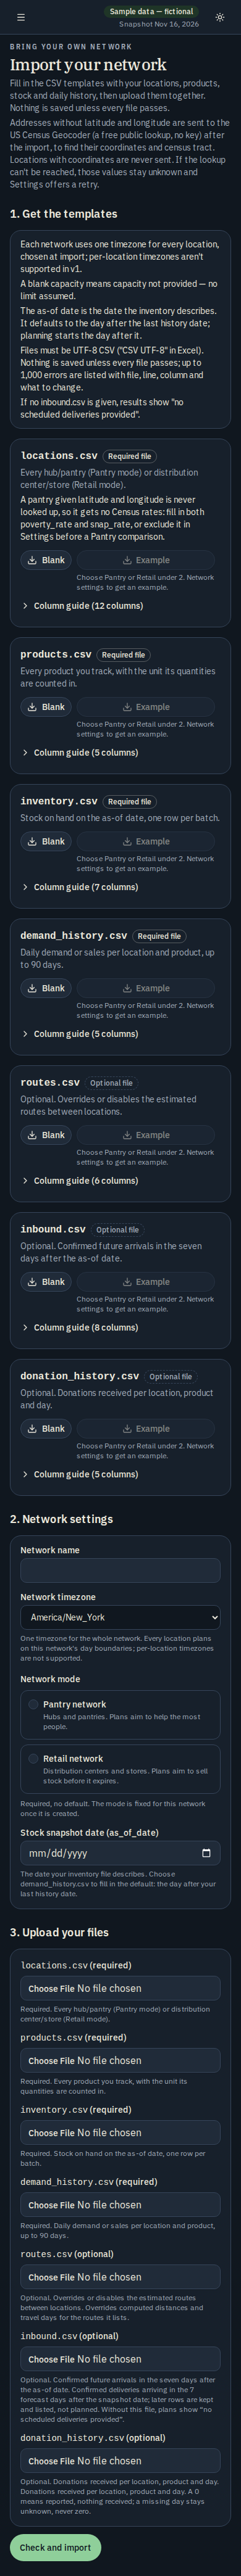 Sample data — fictional
Snapshot Nov 16, 2026
BRING YOUR OWN NETWORK
Import your network
Fill in the CSV templates with your locations, products,
stock and daily history, then upload them together.
Nothing is saved unless every file passes.
Addresses without latitude and longitude are sent to the
US Census Geocoder (a free public lookup, no key) after
the import, to find their coordinates and census tract.
Locations with coordinates are never sent. If the lookup
can't be reached, those values stay unknown and
Settings offers a retry.
1. Get the templates
Each network uses one timezone for every location,
chosen at import; per-location timezones aren't
supported in v1.
A blank capacity means capacity not provided — no
limit assumed.
The as-of date is the date the inventory describes.
It defaults to the day after the last history date;
planning starts the day after it.
Files must be UTF-8 CSV ("CSV UTF-8" in Excel).
Nothing is saved unless every file passes; up to
1,000 errors are listed with file, line, column and
what to change.
If no inbound.csv is given, results show "no
scheduled deliveries provided".
locations.csv Required file
Every hub/pantry (Pantry mode) or distribution
center/store (Retail mode).
A pantry given latitude and longitude is never
looked up, so it gets no Census rates: fill in both
poverty_rate and snap_rate, or exclude it in
Settings before a Pantry comparison.
Blank Example
Choose Pantry or Retail under 2. Network
settings to get an example.
Column guide (12 columns)
products.csv Required file
Every product you track, with the unit its quantities
are counted in.
Blank Example
Choose Pantry or Retail under 2. Network
settings to get an example.
Column guide (5 columns)
inventory.csv Required file
Stock on hand on the as-of date, one row per batch.
Blank Example
Choose Pantry or Retail under 2. Network
settings to get an example.
Column guide (7 columns)
demand_history.csv Required file
Daily demand or sales per location and product, up
to 90 days.
Blank Example
Choose Pantry or Retail under 2. Network
settings to get an example.
Column guide (5 columns)
routes.csv Optional file
Optional. Overrides or disables the estimated
routes between locations.
Blank Example
Choose Pantry or Retail under 2. Network
settings to get an example.
Column guide (6 columns)
inbound.csv Optional file
Optional. Confirmed future arrivals in the seven
days after the as-of date.
Blank Example
Choose Pantry or Retail under 2. Network
settings to get an example.
Column guide (8 columns)
donation_history.csv Optional file
Optional. Donations received per location, product
and day.
Blank Example
Choose Pantry or Retail under 2. Network
settings to get an example.
Column guide (5 columns)
2. Network settings
Network name
Network timezone
America/New_York
One timezone for the whole network. Every location plans
on this network's day boundaries; per-location timezones
are not supported.
Network mode
Pantry network
Hubs and pantries. Plans aim to help the most
people.
Retail network
Distribution centers and stores. Plans aim to sell
stock before it expires.
Required, no default. The mode is fixed for this network
once it is created.
Stock snapshot date (as_of_date)
mm/dd/yyyy
The date your inventory file describes. Choose
demand_history.csv to fill in the default: the day after your
last history date.
3. Upload your files
locations.csv (required)
Choose File No file chosen
Required. Every hub/pantry (Pantry mode) or distribution
center/store (Retail mode).
products.csv (required)
Choose File No file chosen
Required. Every product you track, with the unit its
quantities are counted in.
inventory.csv (required)
Choose File No file chosen
Required. Stock on hand on the as-of date, one row per
batch.
demand_history.csv (required)
Choose File No file chosen
Required. Daily demand or sales per location and product,
up to 90 days.
routes.csv (optional)
Choose File No file chosen
Optional. Overrides or disables the estimated routes
between locations. Overrides computed distances and
travel days for the routes it lists.
inbound.csv (optional)
Choose File No file chosen
Optional. Confirmed future arrivals in the seven days after
the as-of date. Confirmed deliveries arriving in the 7
forecast days after the snapshot date; later rows are kept
and listed, not planned. Without this file, plans show "no
scheduled deliveries provided".
donation_history.csv (optional)
Choose File No file chosen
Optional. Donations received per location, product and day.
Donations received per location, product and day. A 0
means reported, nothing received; a missing day stays
unknown, never zero.
Check and import